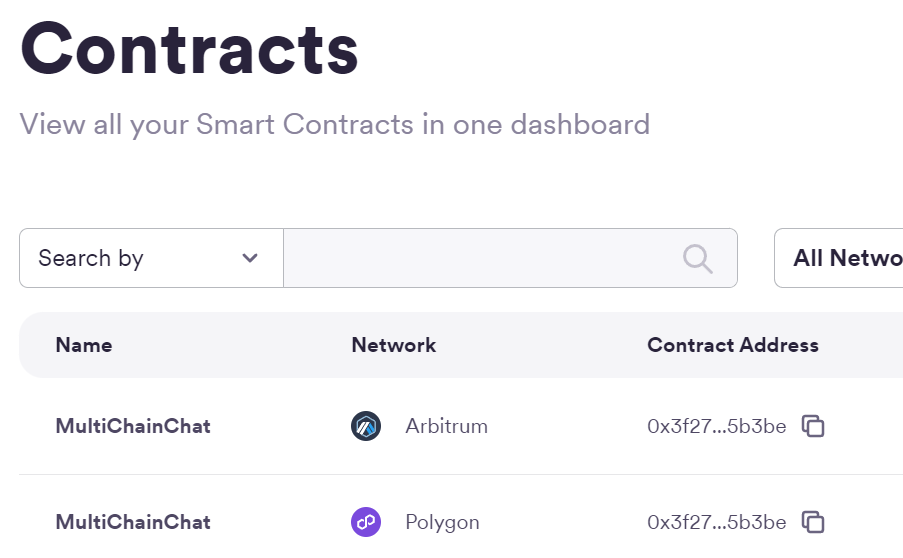 Contracts
View all your Smart Contracts in one dashboard
Search by
All Netwo
Name Network Contract Address
MultiChainChat Arbitrum 0x3f27...5b3be
MultiChainChat Polygon 0x3f27...5b3be